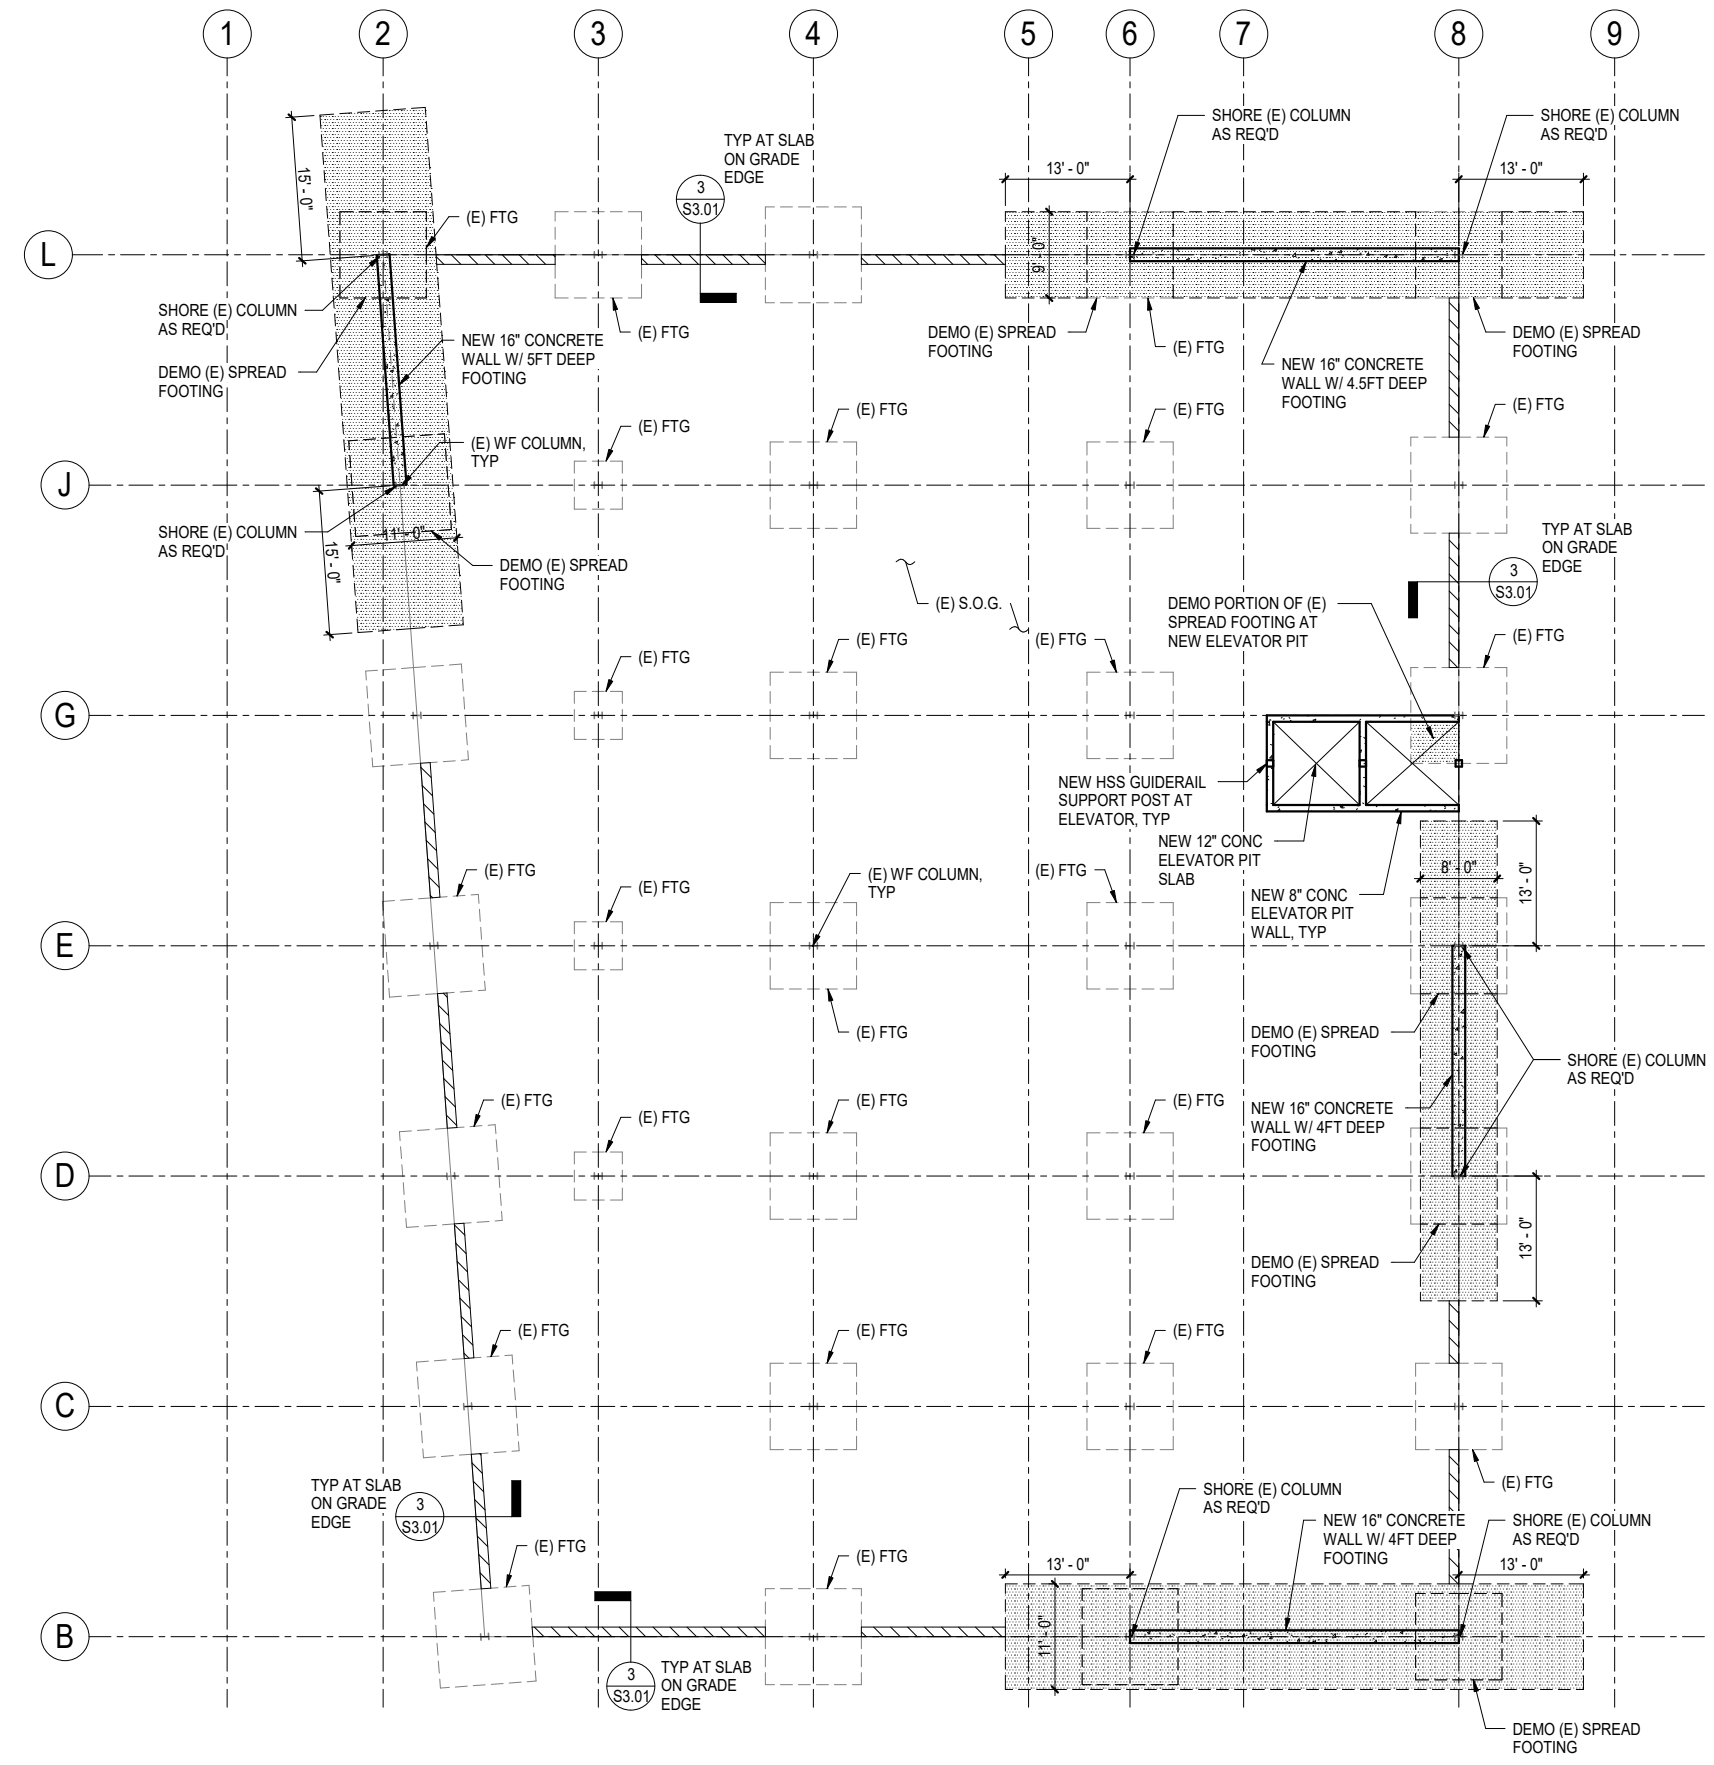 1
2
3
4
5
6
7
8
9
L
J
G
E
D
C
B
15' - 0"
(E) FTG
SHORE (E) COLUMN
AS REQ'D
DEMO (E) SPREAD
FOOTING
NEW 16" CONCRETE
WALL W/ 5FT DEEP
FOOTING
(E) WF COLUMN,
TYP
SHORE (E) COLUMN
AS REQ'D
11' - 0"
15' - 0"
DEMO (E) SPREAD
FOOTING
TYP AT SLAB
ON GRADE
EDGE
3
S3.01
(E) FTG
13' - 0"
SHORE (E) COLUMN
AS REQ'D
SHORE (E) COLUMN
AS REQ'D
13' - 0"
9' - 0"
DEMO (E) SPREAD
FOOTING
(E) FTG
NEW 16" CONCRETE
WALL W/ 4.5FT DEEP
FOOTING
DEMO (E) SPREAD
FOOTING
(E) FTG
(E) FTG
(E) FTG
(E) FTG
TYP AT SLAB
ON GRADE
EDGE
3
S3.01
(E) S.O.G.
DEMO PORTION OF (E)
SPREAD FOOTING AT
NEW ELEVATOR PIT
(E) FTG
(E) FTG
(E) FTG
(E) FTG
NEW HSS GUIDERAIL
SUPPORT POST AT
ELEVATOR, TYP
NEW 12" CONC
ELEVATOR PIT
SLAB
NEW 8" CONC
ELEVATOR PIT
WALL, TYP
8' - 0"
13' - 0"
(E) FTG
(E) FTG
(E) WF COLUMN,
TYP
(E) FTG
(E) FTG
DEMO (E) SPREAD
FOOTING
SHORE (E) COLUMN
AS REQ'D
NEW 16" CONCRETE
WALL W/ 4FT DEEP
FOOTING
(E) FTG
(E) FTG
(E) FTG
(E) FTG
13' - 0"
DEMO (E) SPREAD
FOOTING
(E) FTG
(E) FTG
(E) FTG
(E) FTG
TYP AT SLAB
ON GRADE
EDGE
3
S3.01
(E) FTG
(E) FTG
SHORE (E) COLUMN
AS REQ'D
NEW 16" CONCRETE
WALL W/ 4FT DEEP
FOOTING
SHORE (E) COLUMN
AS REQ'D
13' - 0"
13' - 0"
11' - 0"
3
S3.01
TYP AT SLAB
ON GRADE
EDGE
DEMO (E) SPREAD
FOOTING